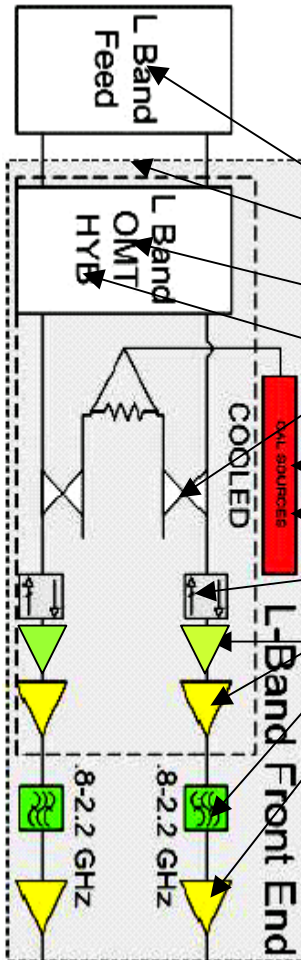 L Band
Feed
L Band
OMT
HYB
CAL SOURCES
COOLED
L-Band Front End
.8-2.2 GHz
.8-2.2 GHz